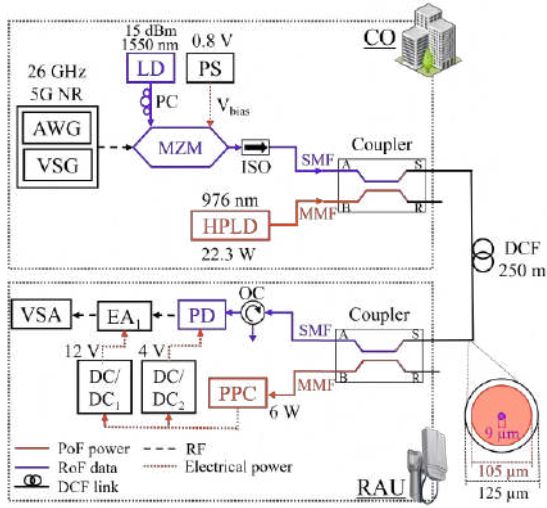 CO
15 dBm
1550 nm
0.8 V
LD
PS
26 GHz
5G NR
PC
V_bias
AWG
VSG
MZM
ISO
Coupler
SMF
A
S
976 nm
HPLD
MMF
B
R
22.3 W
DCF
250 m
OC
Coupler
VSA
EA₁
PD
SMF
A
S
12 V
4 V
DC/
DC₁
DC/
DC₂
PPC
MMF
B
R
6 W
9 µm
PoF power
RF
RoF data
Electrical power
DCF link
RAU
105 µm
125 µm